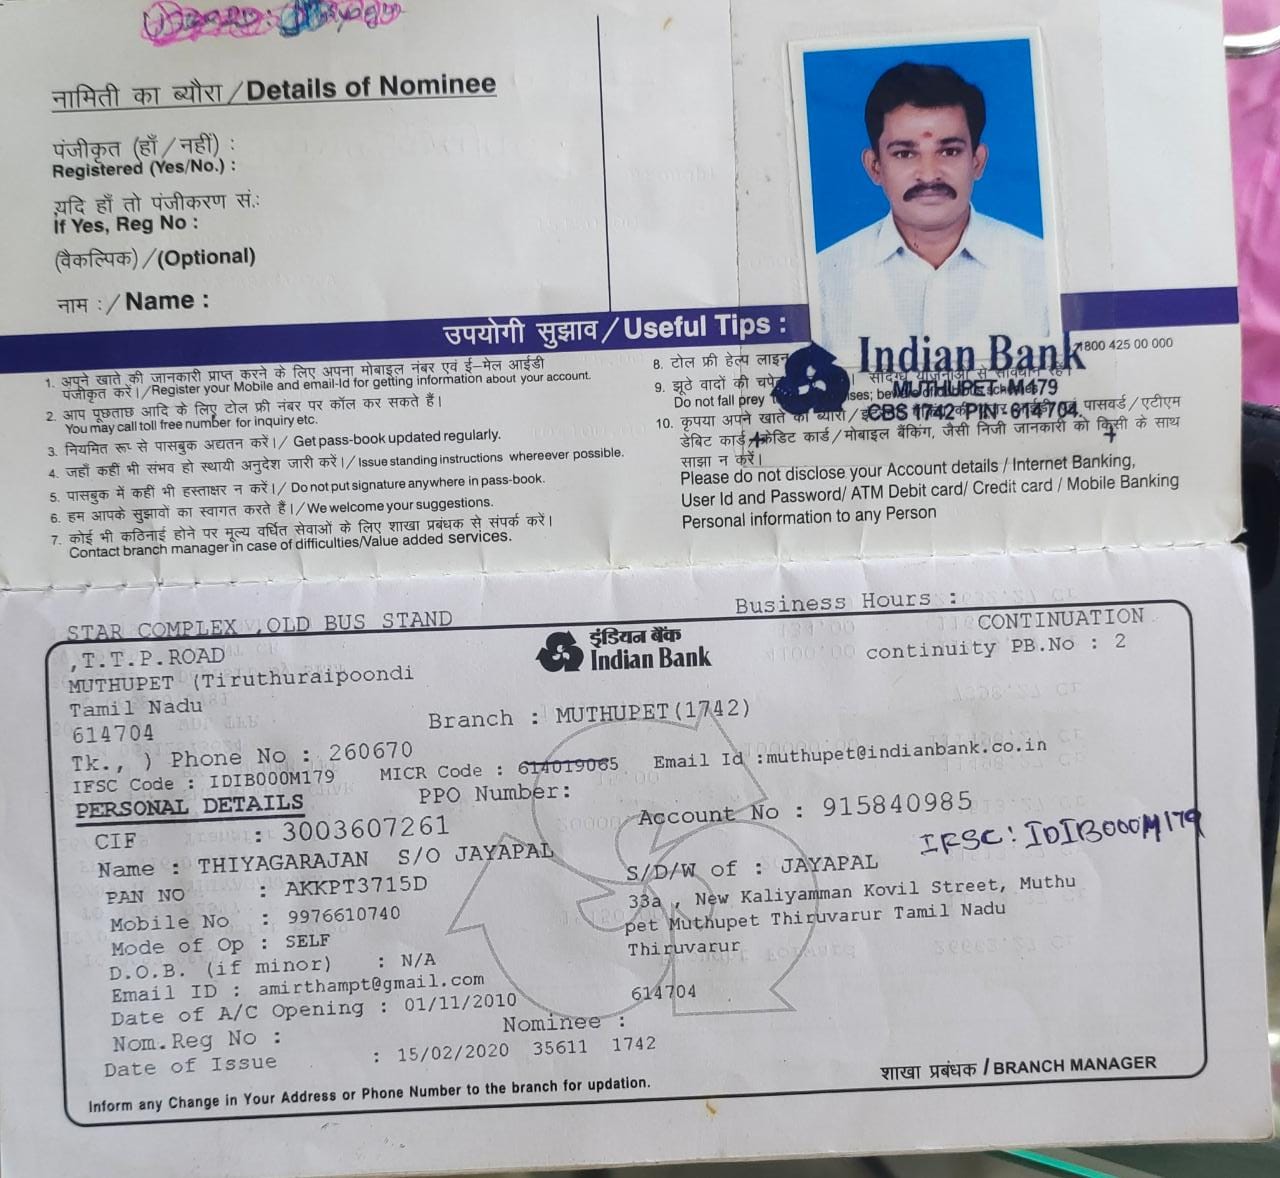 नामिती का ब्यौरा / Details of Nominee
पंजीकृत (हाँ / नहीं) :
Registered (Yes/No.) :
यदि हाँ तो पंजीकरण सं.:
If Yes, Reg No :
(वैकल्पिक) / (Optional)
नाम : / Name :
उपयोगी सुझाव / Useful Tips :
1. अपने खाते की जानकारी प्राप्त करने के लिए अपना मोबाइल नंबर एवं ई–मेल आईडी
पंजीकृत करें। / Register your Mobile and email-Id for getting information about your account.
2. आप पूछताछ आदि के लिए टोल फ्री नंबर पर कॉल कर सकते हैं।
You may call toll free number for inquiry etc.
3. नियमित रूप से पासबुक अद्यतन करें। / Get pass-book updated regularly.
4. जहाँ कहीं भी संभव हो स्थायी अनुदेश जारी करें। / Issue standing instructions whereever possible.
5. पासबुक में कहीं भी हस्ताक्षर न करें। / Do not put signature anywhere in pass-book.
6. हम आपके सुझावों का स्वागत करते हैं। / We welcome your suggestions.
7. कोई भी कठिनाई होने पर मूल्य वर्धित सेवाओं के लिए शाखा प्रबंधक से संपर्क करें।
Contact branch manager in case of difficulties/Value added services.
8. टोल फ्री हेल्प लाइन 800 425 00 000
Indian Bank
9. झूठे वादों की
MUTHUPET-M179
Do not fall prey
CBS 1742 PIN : 614704.
10. कृपया अपने खाते का ब्यौरा / पासवर्ड / एटीएम
डेबिट कार्ड / क्रेडिट कार्ड / मोबाइल बैंकिंग, जैसी निजी जानकारी को किसी के साथ
साझा न करें।
Please do not disclose your Account details / Internet Banking,
User Id and Password/ ATM Debit card/ Credit card / Mobile Banking
Personal information to any Person
STAR COMPLEX ,OLD BUS STAND Business Hours :
,T.T.P.ROAD इंडियन बैंक CONTINUATION
MUTHUPET (Tiruthuraipoondi Indian Bank continuity PB.No : 2
Tamil Nadu
614704 Branch : MUTHUPET(1742)
Tk., ) Phone No : 260670
IFSC Code : IDIB000M179 MICR Code : 614019065 Email Id :muthupet@indianbank.co.in
PERSONAL DETAILS PPO Number:
CIF : 3003607261 Account No : 915840985
IFSC: IDIB000M179
Name : THIYAGARAJAN S/O JAYAPAL S/D/W of : JAYAPAL
PAN NO : AKKPT3715D 33a , New Kaliyamman Kovil Street, Muthu
Mobile No : 9976610740 pet Muthupet Thiruvarur Tamil Nadu
Mode of Op : SELF Thiruvarur
D.O.B. (if minor) : N/A
Email ID : amirthampt@gmail.com 614704
Date of A/C Opening : 01/11/2010
Nom.Reg No : Nominee :
Date of Issue : 15/02/2020 35611 1742
शाखा प्रबंधक / BRANCH MANAGER
Inform any Change in Your Address or Phone Number to the branch for updation.